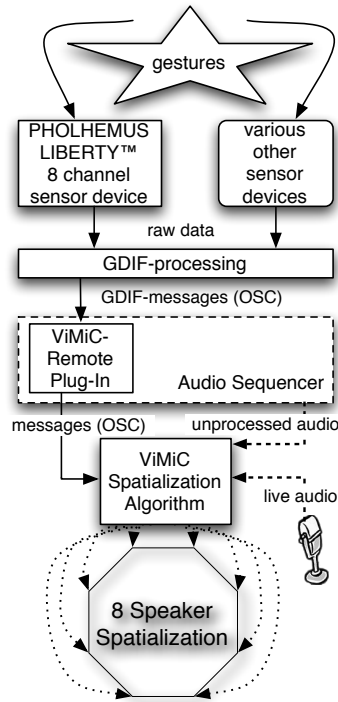 gestures
PHOLHEMUS
LIBERTY™
8 channel
sensor device
various
other
sensor
devices
raw data
GDIF-processing
GDIF-messages (OSC)
ViMiC-
Remote
Plug-In
Audio Sequencer
messages (OSC)
unprocessed audio
ViMiC
Spatialization
Algorithm
live audio
8 Speaker
Spatialization